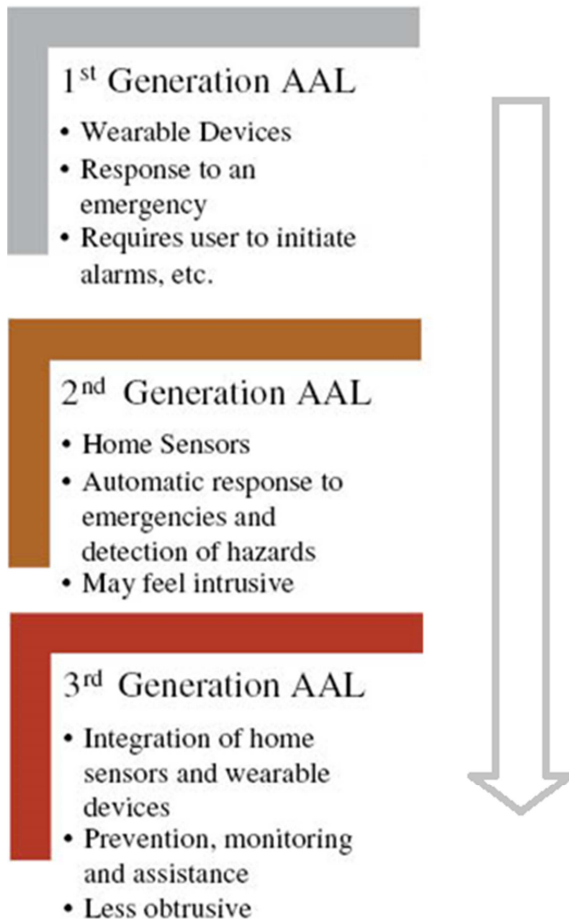 1st Generation AAL
• Wearable Devices
• Response to an
emergency
• Requires user to initiate
alarms, etc.
2nd Generation AAL
• Home Sensors
• Automatic response to
emergencies and
detection of hazards
• May feel intrusive
3rd Generation AAL
• Integration of home
sensors and wearable
devices
• Prevention, monitoring
and assistance
• Less obtrusive